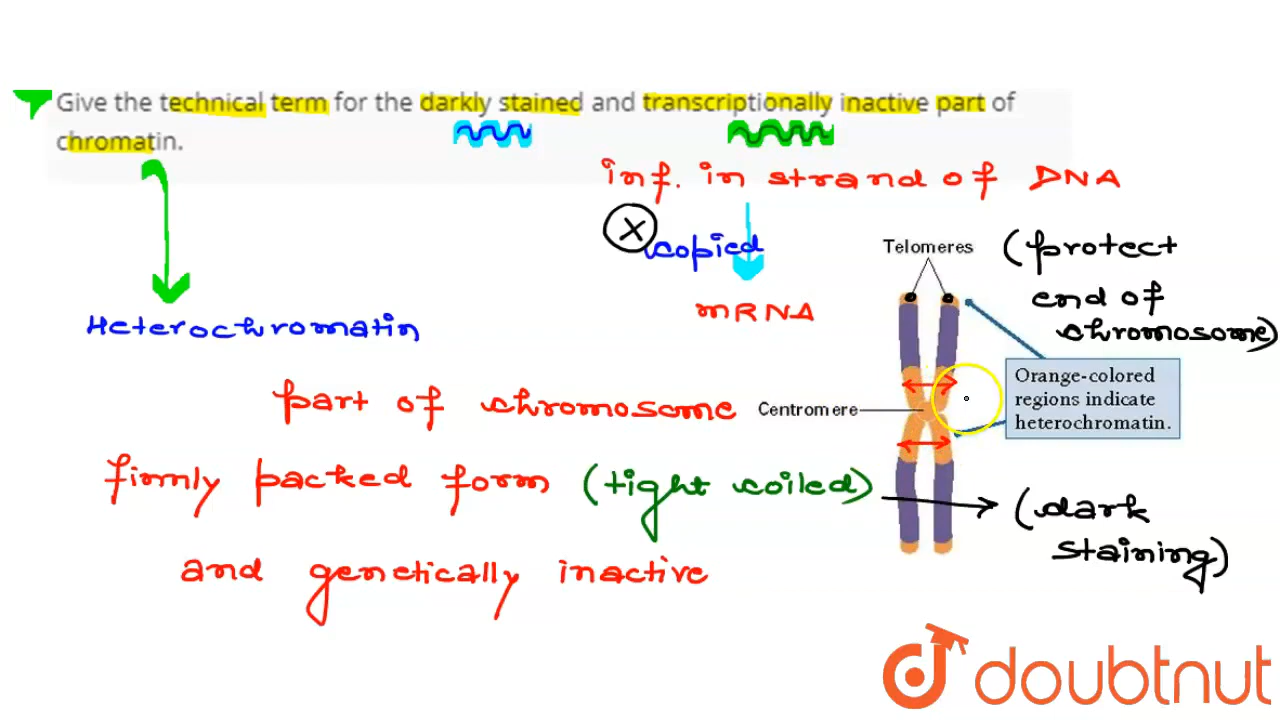 Give the technical term for the darkly stained and transcriptionally inactive part of
chromatin.
inf. in strand of DNA
X
copied
mRNA
Heterochromatin
part of chromosome
firmly packed form (tight coiled)
and genetically inactive
Telomeres
(protect
end of
chromosome)
Centromere
Orange-colored
regions indicate
heterochromatin.
(dark
staining)
doubtnut